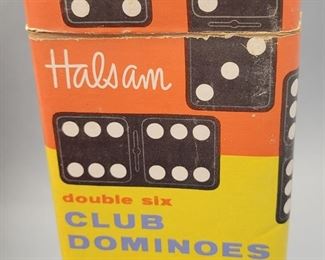 Halsam
double six
CLUB
DOMINOES